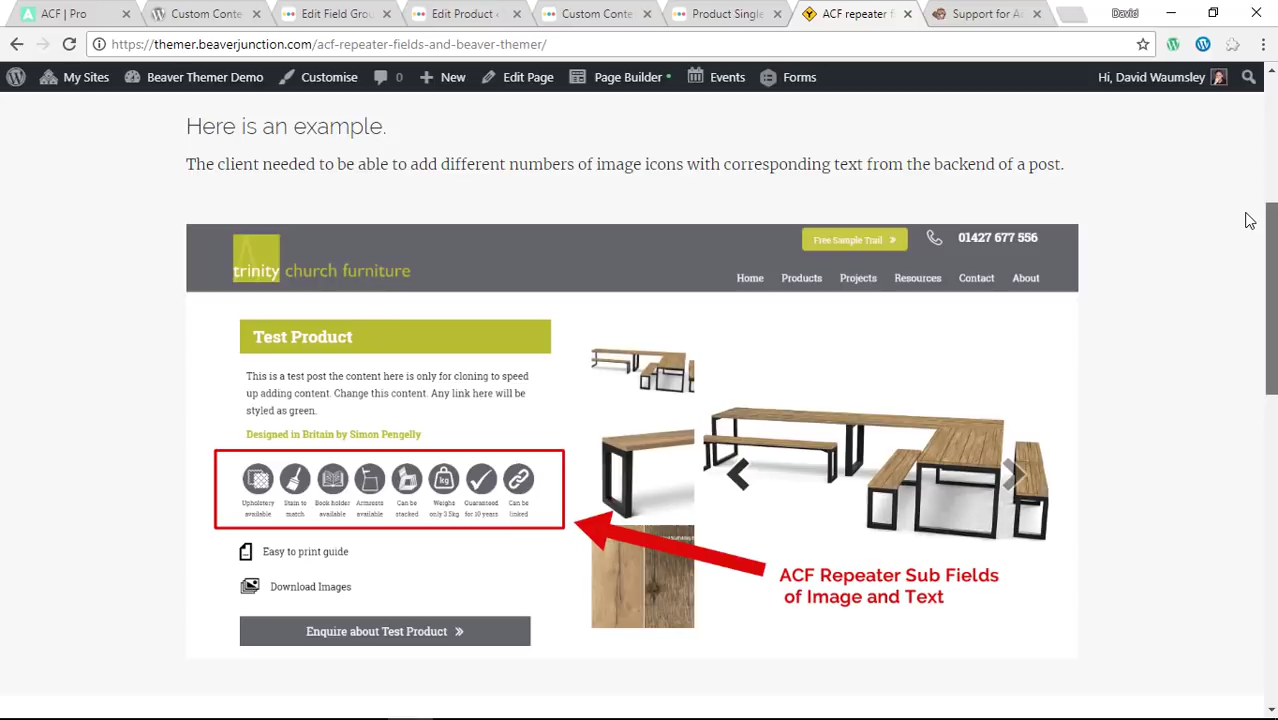 ACF | Pro
Custom Conte
Edit Field Grou
Edit Product
Custom Conte
Product Single
ACF repeater f
Support for A
David
https://themer.beaverjunction.com/acf-repeater-fields-and-beaver-themer/
My Sites
Beaver Themer Demo
Customise
0
New
Edit Page
Page Builder
Events
Forms
Hi, David Waumsley
Here is an example.
The client needed to be able to add different numbers of image icons with corresponding text from the backend of a post.
trinity church furniture
Free Sample Trail »
01427 677 556
Home
Products
Projects
Resources
Contact
About
Test Product
This is a test post the content here is only for cloning to speed
up adding content. Change this content. Any link here will be
styled as green.
Designed in Britain by Simon Pengelly
kg
Upholstery available
Stain to match
Book holder available
Armrests available
Can be stacked
Weighs only 3.5kg
Guaranteed for 10 years
Can be linked
Easy to print guide
Download Images
Enquire about Test Product »
ACF Repeater Sub Fields
of Image and Text